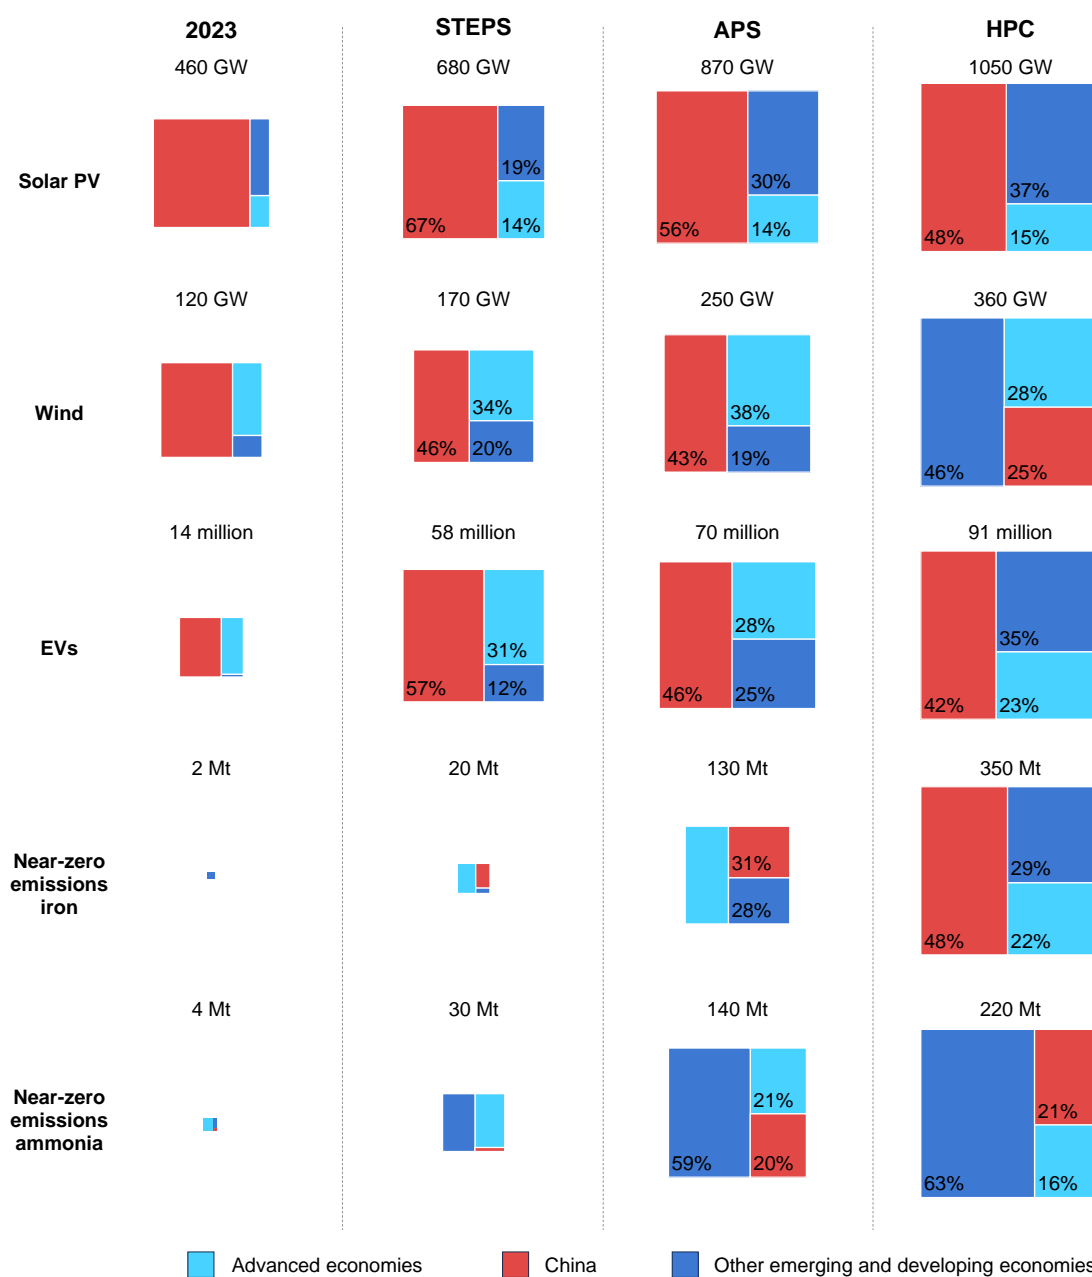 2023 STEPS APS HPC
460 GW 680 GW 870 GW 1050 GW
Solar PV
67% 19% 14%
56% 30% 14%
48% 37% 15%
120 GW 170 GW 250 GW 360 GW
Wind
46% 34% 20%
43% 38% 19%
46% 28% 25%
14 million 58 million 70 million 91 million
EVs
57% 31% 12%
46% 28% 25%
42% 35% 23%
2 Mt 20 Mt 130 Mt 350 Mt
Near-zero
emissions
iron
31% 28%
48% 29% 22%
4 Mt 30 Mt 140 Mt 220 Mt
Near-zero
emissions
ammonia
59% 21% 20%
63% 21% 16%
Advanced economies China Other emerging and developing economies